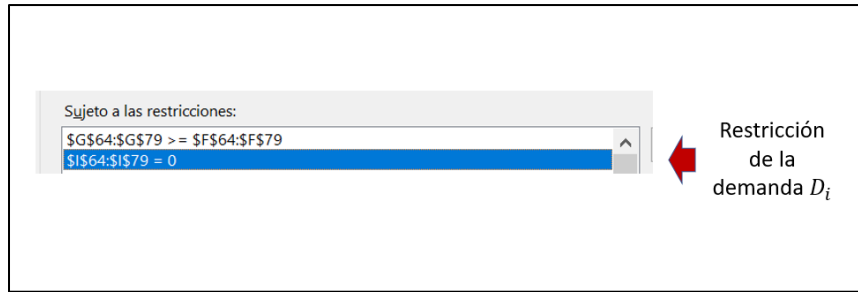 Sujeto a las restricciones:
$G$64:$G$79 >= $F$64:$F$79
$I$64:$I$79 = 0
Restricción
de la
demanda Dᵢ